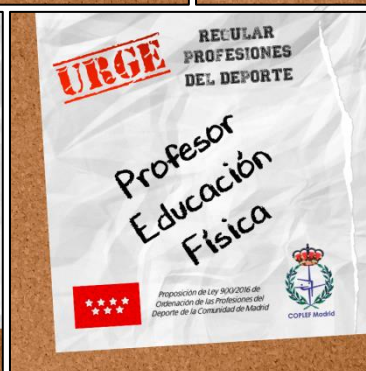 URGE
REGULAR
PROFESIONES
DEL DEPORTE
Profesor
Educación
Física
Proposición de Ley 9(X)/2016 de
Ordenación de las Profesiones del
Deporte de la Comunidad de Madrid
COPLEF Madrid